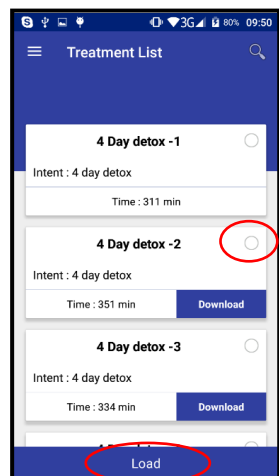 3G 80% 09:50
Treatment List
4 Day detox -1
Intent : 4 day detox
Time : 311 min
4 Day detox -2
Intent : 4 day detox
Time : 351 min Download
4 Day detox -3
Intent : 4 day detox
Time : 334 min Download
Load